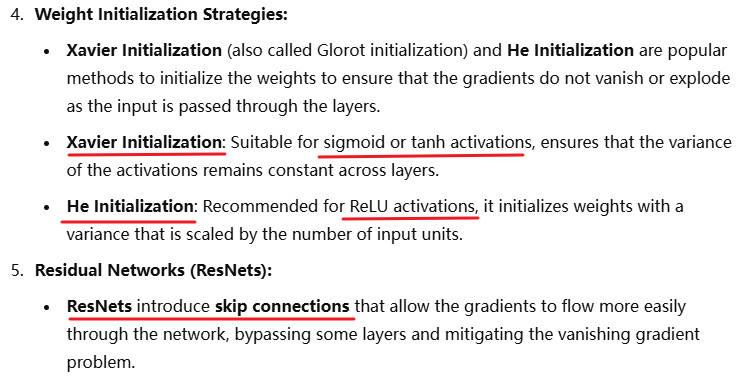 4. Weight Initialization Strategies:
• Xavier Initialization (also called Glorot initialization) and He Initialization are popular
methods to initialize the weights to ensure that the gradients do not vanish or explode
as the input is passed through the layers.
• Xavier Initialization: Suitable for sigmoid or tanh activations, ensures that the variance
of the activations remains constant across layers.
• He Initialization: Recommended for ReLU activations, it initializes weights with a
variance that is scaled by the number of input units.
5. Residual Networks (ResNets):
• ResNets introduce skip connections that allow the gradients to flow more easily
through the network, bypassing some layers and mitigating the vanishing gradient
problem.